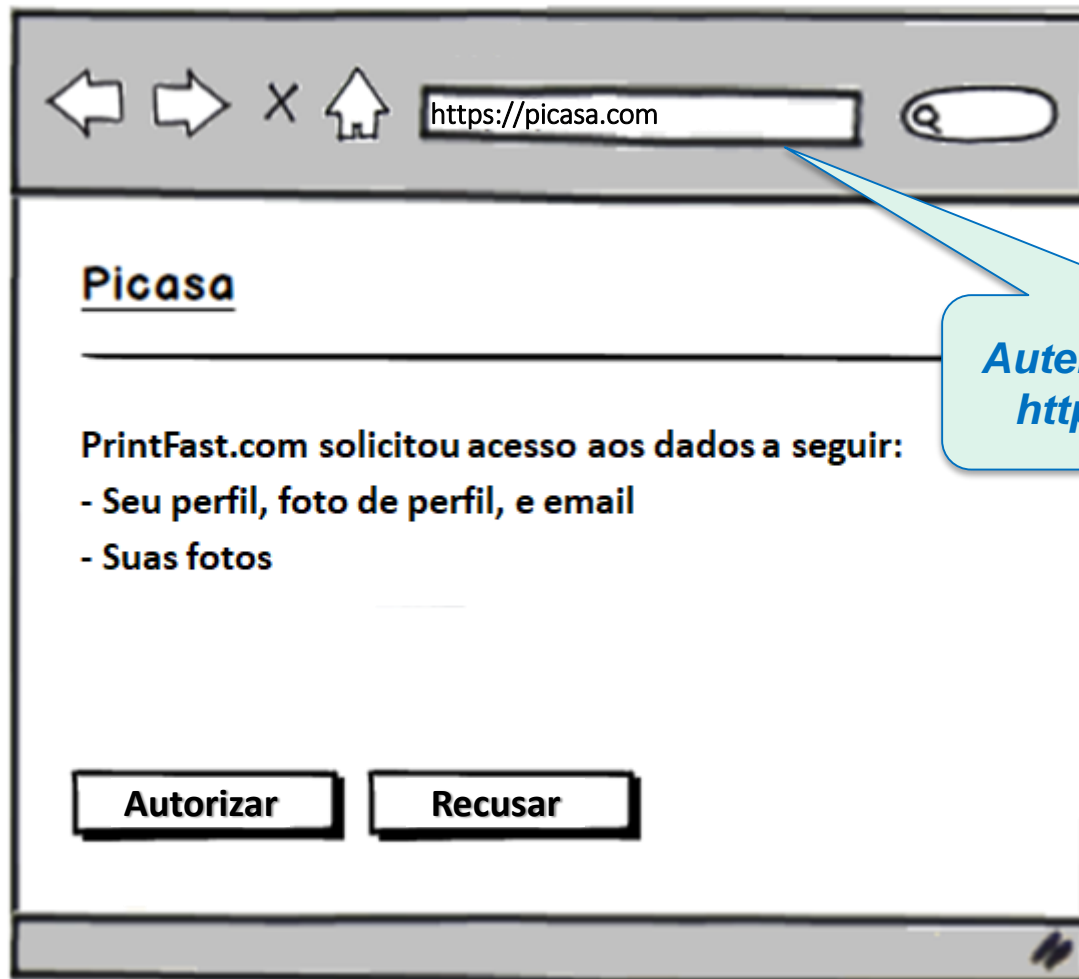 https://picasa.com
Picasa
PrintFast.com solicitou acesso aos dados a seguir:
- Seu perfil, foto de perfil, e email
- Suas fotos
Autorizar
Recusar